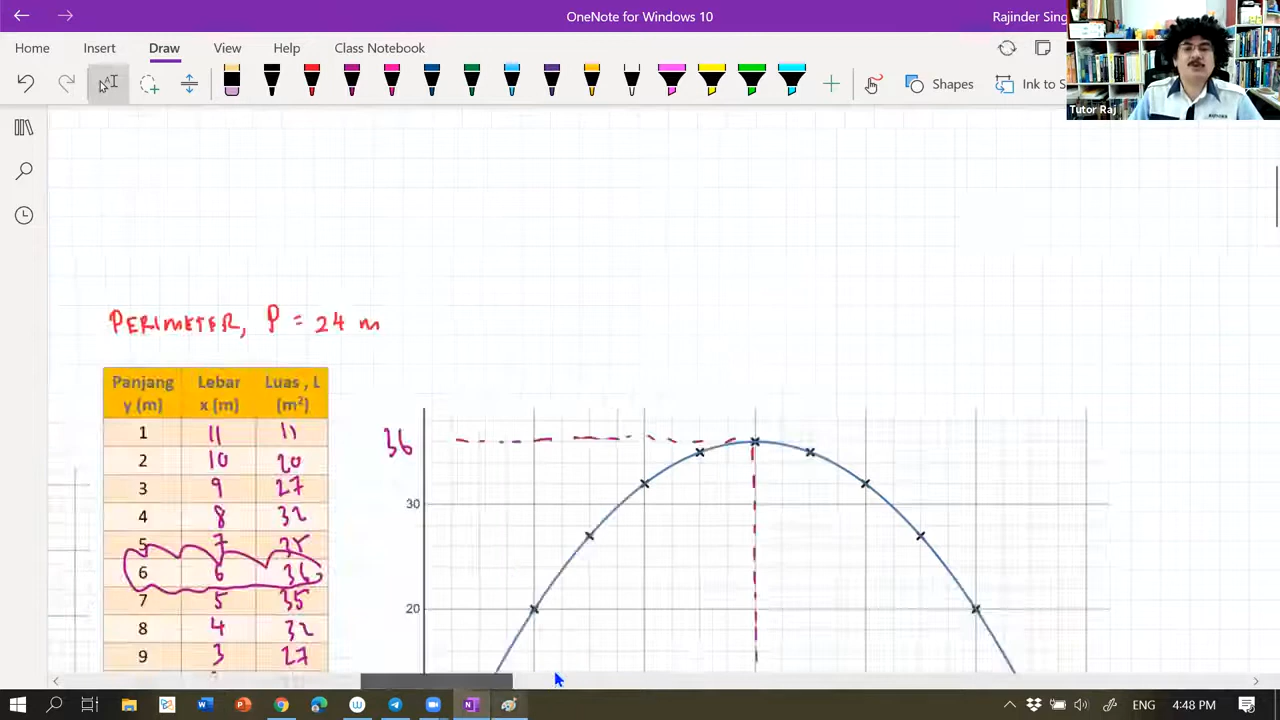 OneNote for Windows 10
Rajinder Sing
Home Insert Draw View Help Class Notebook
Shapes
Ink to S
Tutor Raj
PERIMETER, P = 24 m
Panjang y (m) Lebar x (m) Luas , L (m²)
1 11 11
2 10 20
3 9 27
4 8 32
5 7 35
6 6 36
7 5 35
8 4 32
9 3 27
36
30
20
ENG 4:48 PM